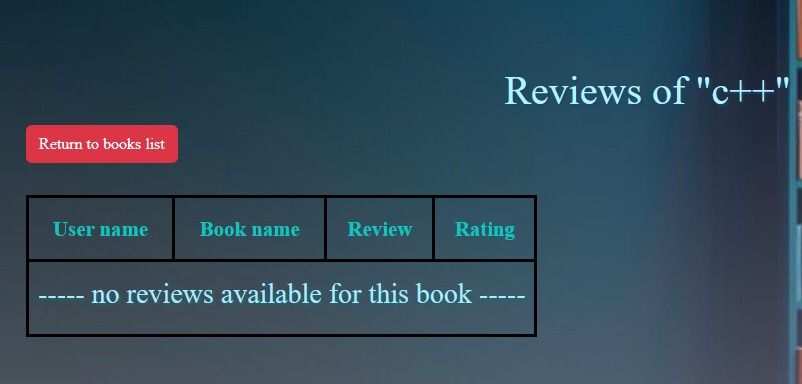 Reviews of "c++"
Return to books list
User name Book name Review Rating
----- no reviews available for this book -----